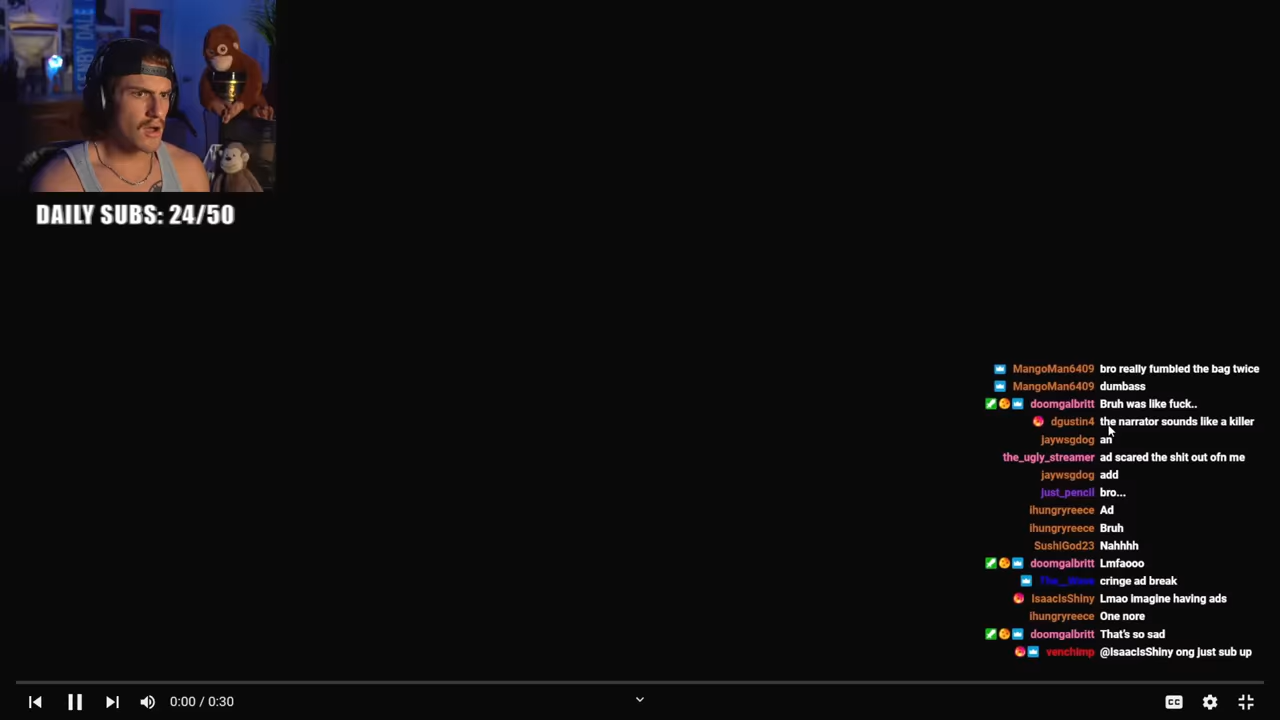 ENBY DALE
DAILY SUBS: 24/50
MangoMan6409 bro really fumbled the bag twice
MangoMan6409 dumbass
doomgalbritt Bruh was like fuck..
dgustin4 the narrator sounds like a killer
jaywsgdog an
the_ugly_streamer ad scared the shit out ofn me
jaywsgdog add
just_pencil bro...
ihungryreece Ad
ihungryreece Bruh
SushiGod23 Nahhhh
doomgalbritt Lmfaooo
cringe ad break
IsaacIsShiny Lmao imagine having ads
ihungryreece One nore
doomgalbritt That's so sad
venchimp @IsaacIsShiny ong just sub up
0:00 / 0:30
CC